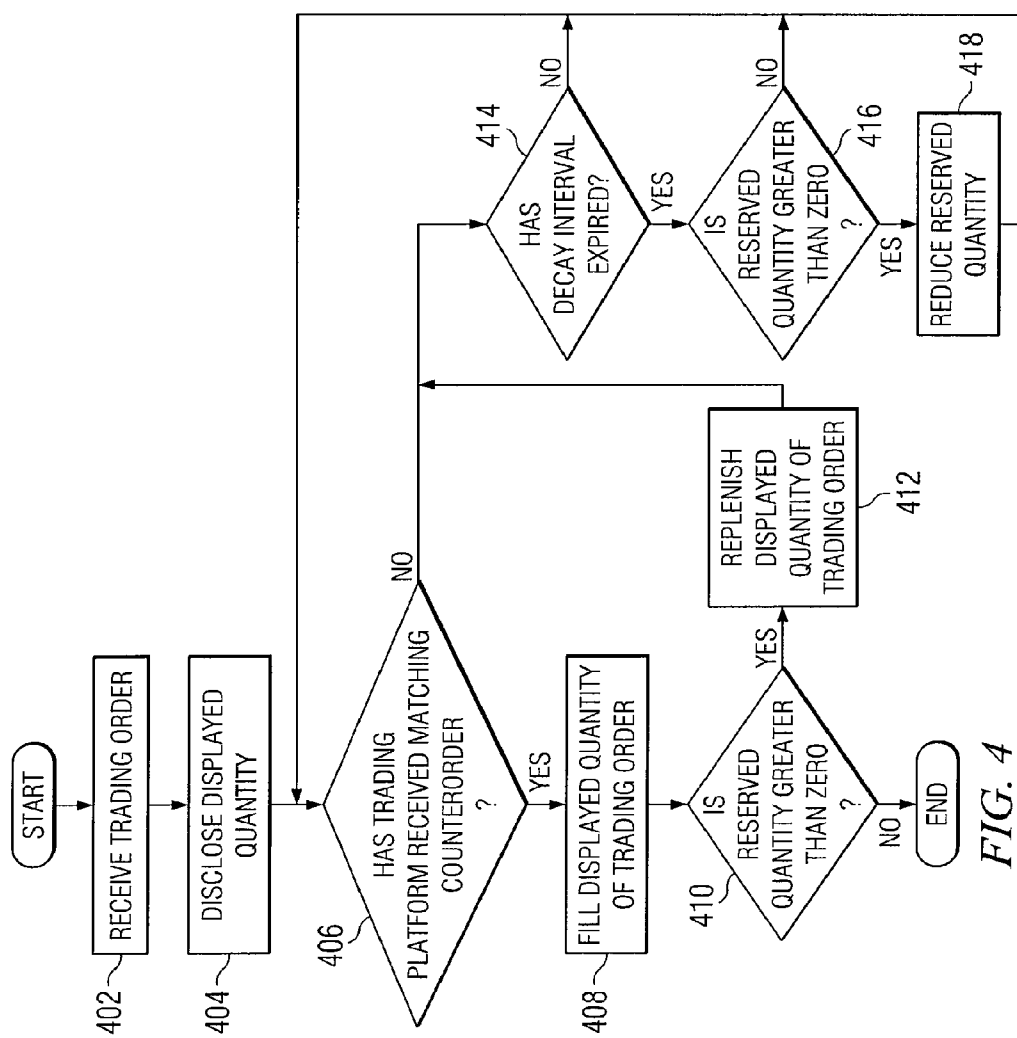 START
RECEIVE TRADING ORDER
402
DISCLOSE DISPLAYED
QUANTITY
404
HAS TRADING
PLATFORM RECEIVED MATCHING
COUNTERORDER
?
406
NO
YES
FILL DISPLAYED QUANTITY
OF TRADING ORDER
408
IS
RESERVED
QUANTITY GREATER
THAN ZERO
?
410
YES
NO
END
REPLENISH
DISPLAYED
QUANTITY OF
TRADING ORDER
412
HAS
DECAY INTERVAL
EXPIRED?
414
NO
YES
IS
RESERVED
QUANTITY GREATER
THAN ZERO
?
416
NO
YES
REDUCE RESERVED
QUANTITY
418
FIG. 4